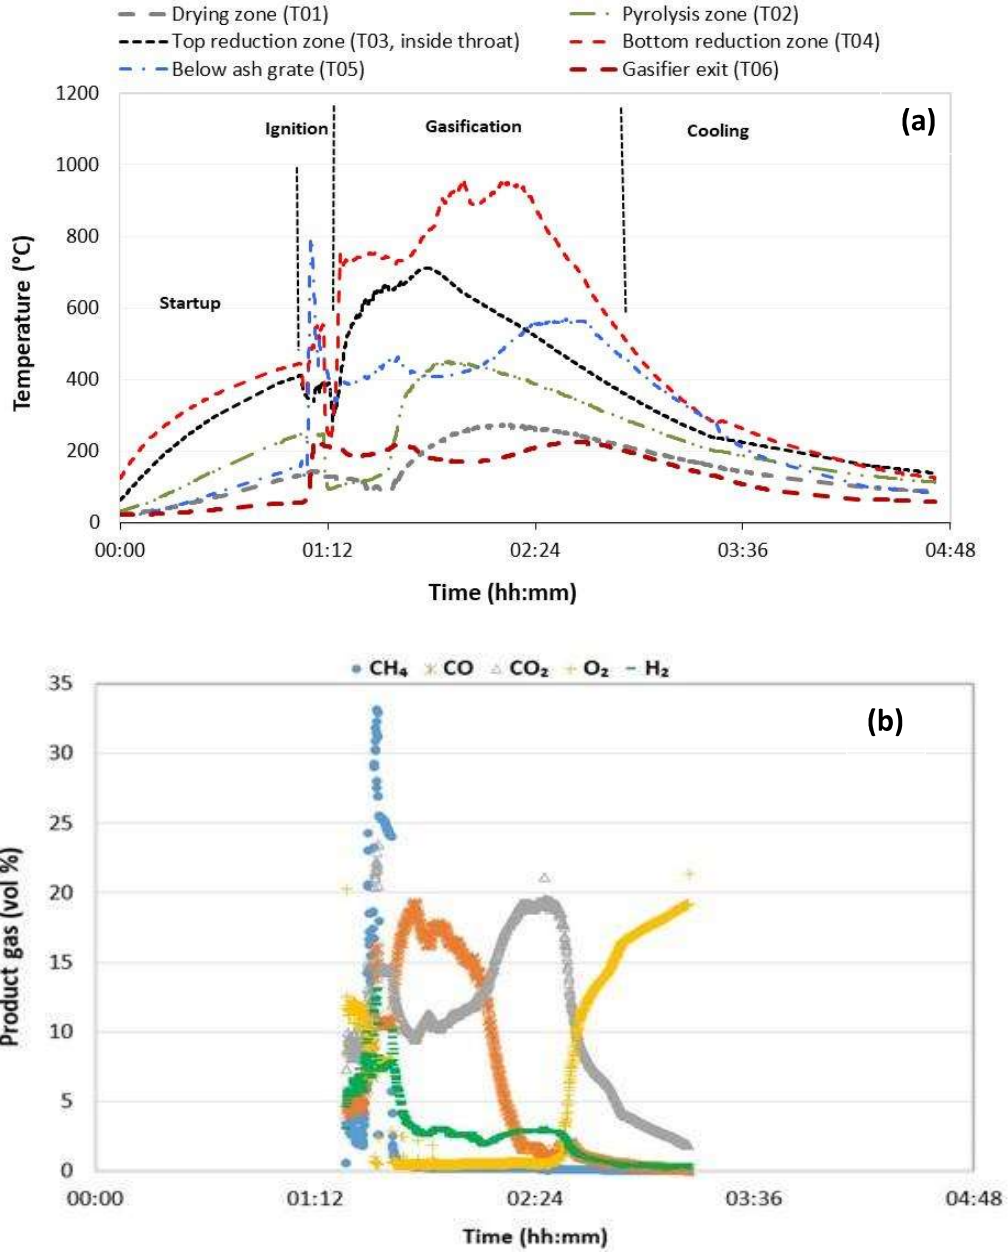 Drying zone (T01) Pyrolysis zone (T02)
Top reduction zone (T03, inside throat) Bottom reduction zone (T04)
Below ash grate (T05) Gasifier exit (T06)
1200
(a)
Ignition Gasification Cooling
1000
800
Temperature (°C)
600
Startup
400
200
0
00:00 01:12 02:24 03:36 04:48
Time (hh:mm)
CH₄ CO CO₂ O₂ H₂
35
(b)
30
25
Product gas (vol %)
20
15
10
5
0
00:00 01:12 02:24 03:36 04:48
Time (hh:mm)